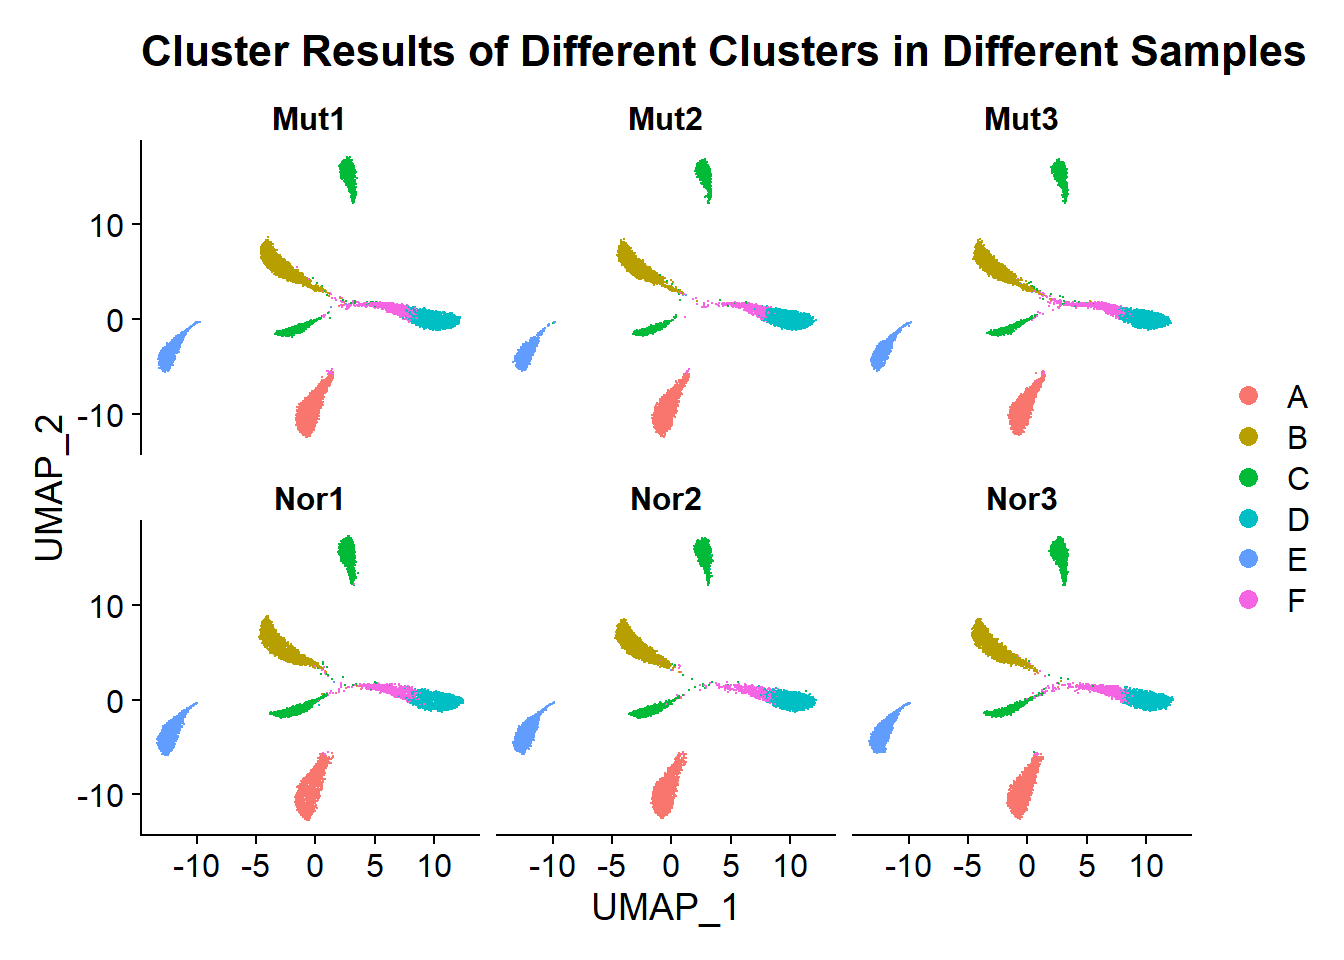 Cluster Results of Different Clusters in Different Samples
Mut1 Mut2 Mut3
10
0
-10
Nor1 Nor2 Nor3
10
0
-10
-10 -5 0 5 10 -10 -5 0 5 10 -10 -5 0 5 10
UMAP_1
UMAP_2
A
B
C
D
E
F